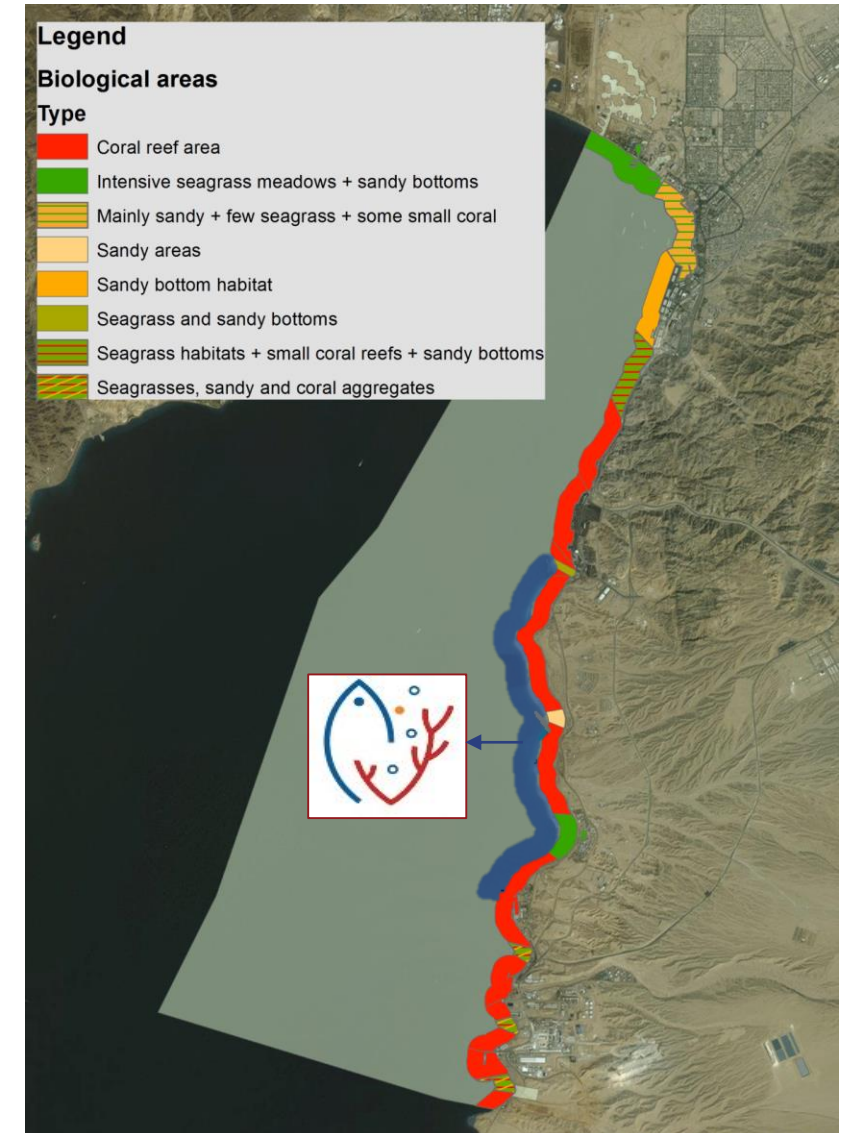 Legend
Biological areas
Type
Coral reef area
Intensive seagrass meadows + sandy bottoms
Mainly sandy + few seagrass + some small coral
Sandy areas
Sandy bottom habitat
Seagrass and sandy bottoms
Seagrass habitats + small coral reefs + sandy bottoms
Seagrasses, sandy and coral aggregates